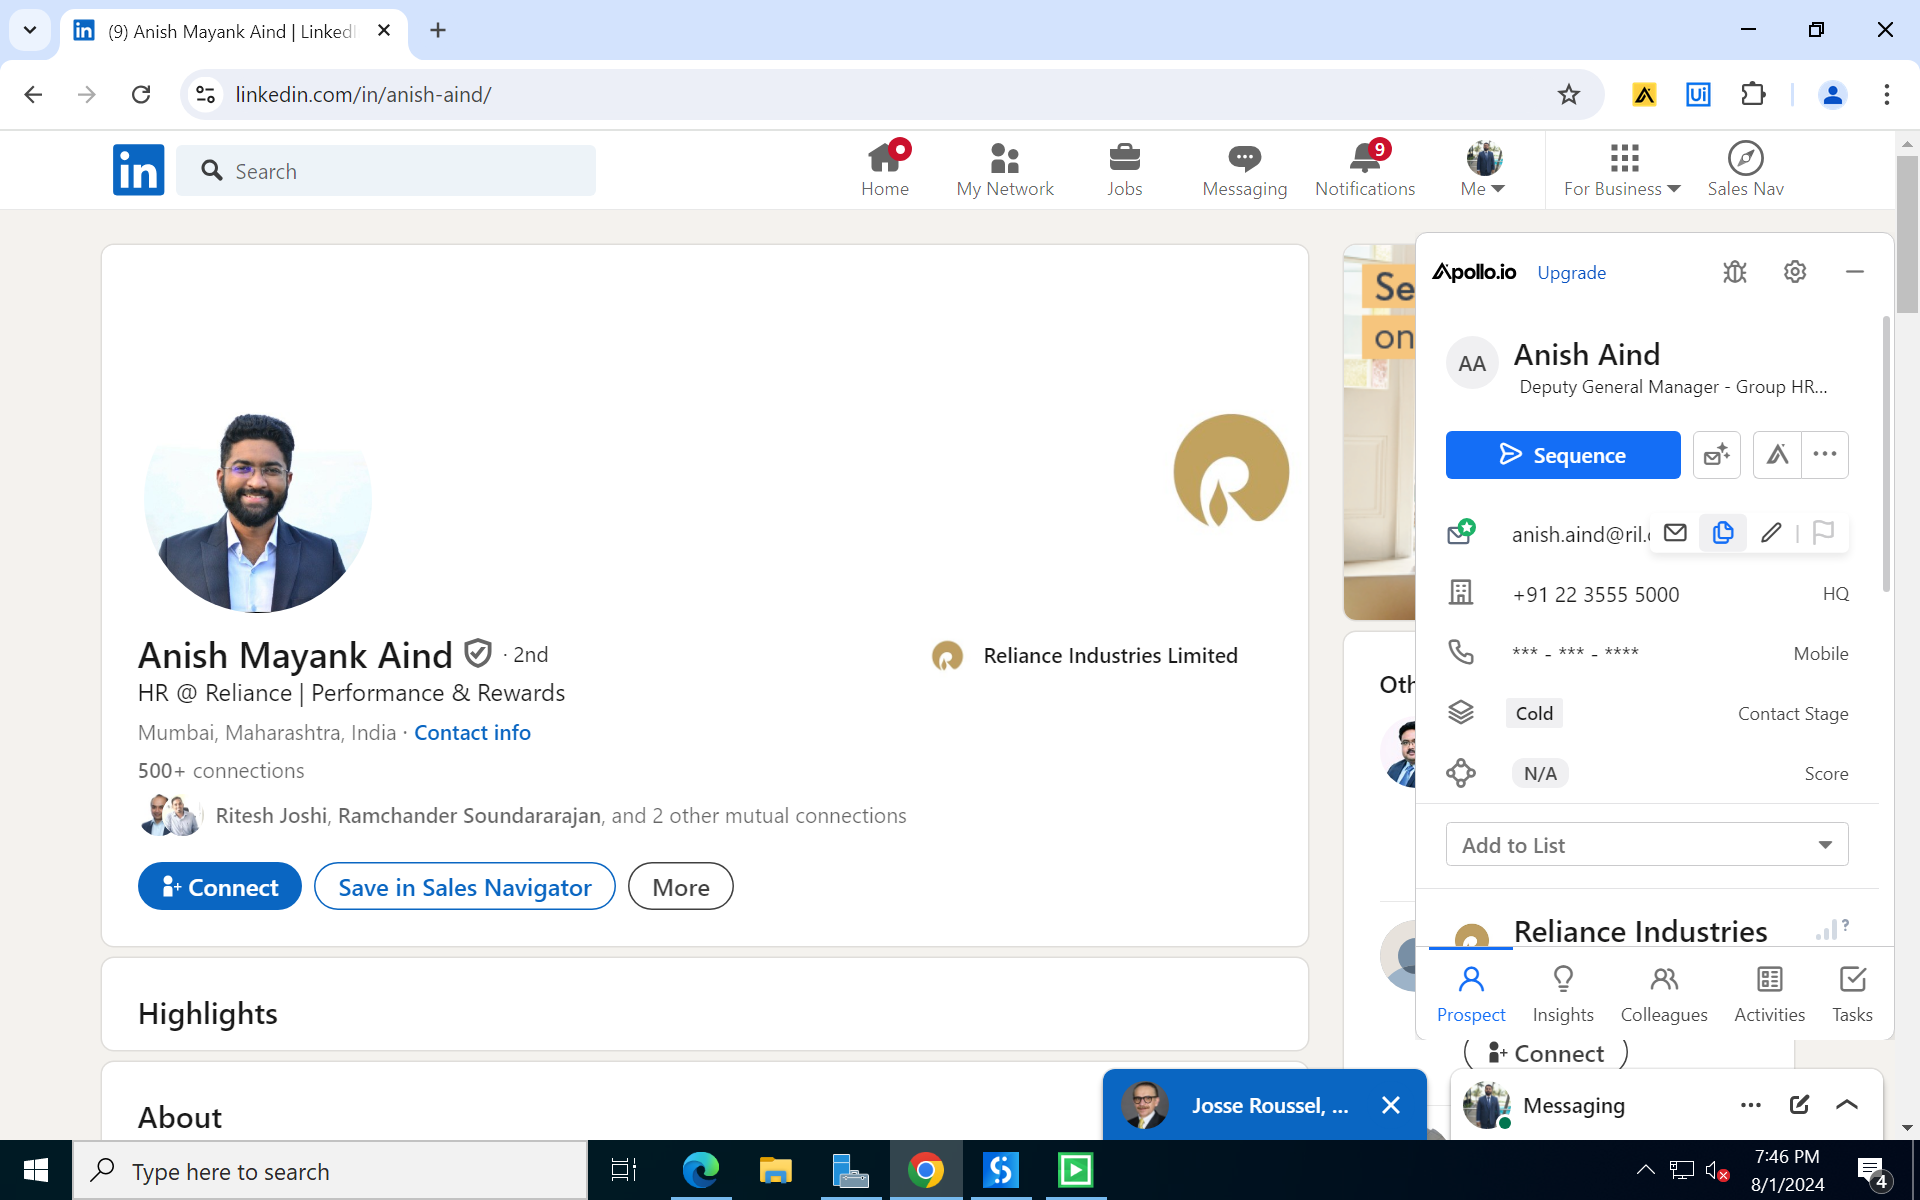 (9) Anish Mayank Aind | Linked
linkedin.com/in/anish-aind/
Ui
in
Search
Home
My Network
Jobs
Messaging
9
Notifications
Me
For Business
Sales Nav
Se
on
Apollo.io
Upgrade
AA
Anish Aind
Deputy General Manager - Group HR...
Sequence
anish.aind@ril.
+91 22 3555 5000
HQ
*** - *** - ****
Mobile
Cold
Contact Stage
N/A
Score
Add to List
Reliance Industries
?
Prospect
Insights
Colleagues
Activities
Tasks
Anish Mayank Aind
· 2nd
HR @ Reliance | Performance & Rewards
Mumbai, Maharashtra, India · Contact info
500+ connections
Ritesh Joshi, Ramchander Soundararajan, and 2 other mutual connections
Reliance Industries Limited
Connect
Save in Sales Navigator
More
Highlights
About
Oth
Connect
Josse Roussel, ...
Messaging
Type here to search
7:46 PM
8/1/2024
4